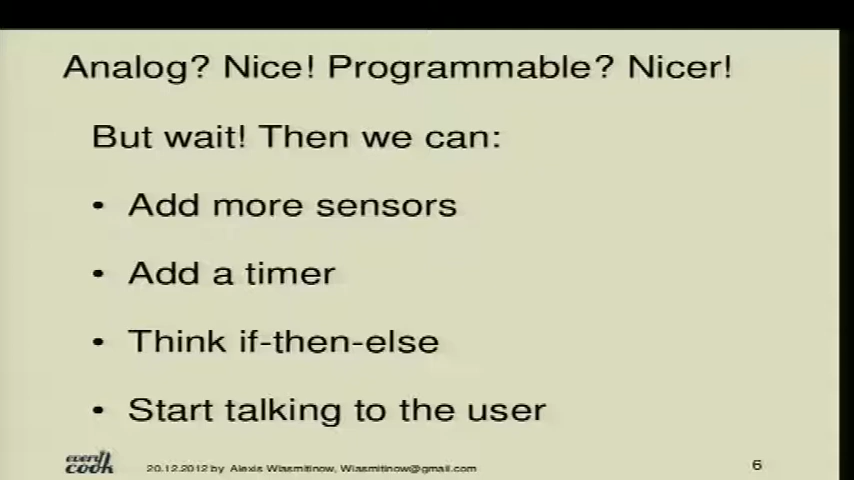 Analog? Nice! Programmable? Nicer!
But wait! Then we can:
• Add more sensors
• Add a timer
• Think if-then-else
• Start talking to the user
every cook
20.12.2012 by Alexis Wiasmitinow, Wiasmitinow@gmail.com
6